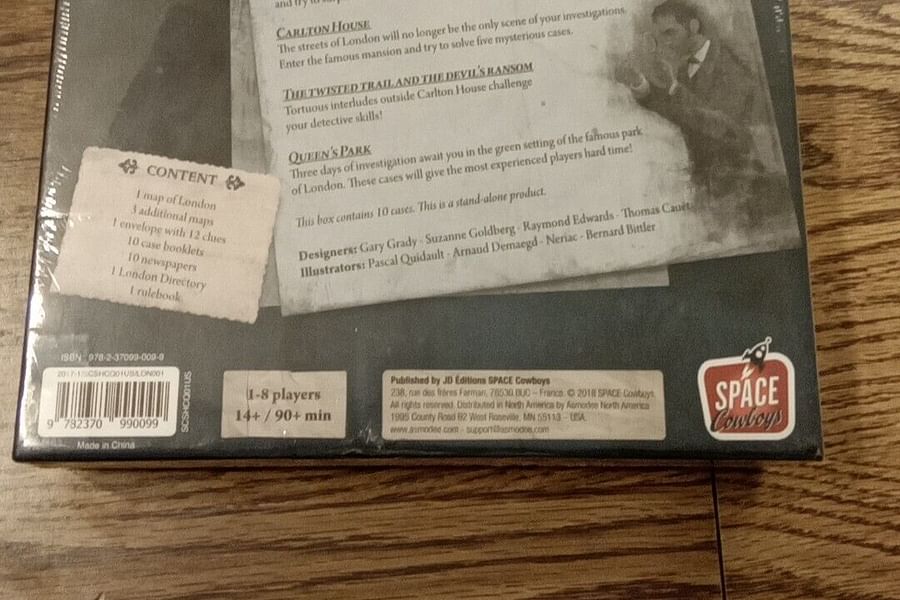 and try to
CARLTON HOUSE
The streets of London will no longer be the only scene of your investigations.
Enter the famous mansion and try to solve five mysterious cases.
THE TWISTED TRAIL AND THE DEVIL'S RANSOM
Tortuous interludes outside Carlton House challenge
your detective skills!
QUEEN'S PARK
Three days of investigation await you in the green setting of the famous park
of London. These cases will give the most experienced players hard time!
This box contains 10 cases. This is a stand-alone product.
Designers: Gary Grady - Suzanne Goldberg - Raymond Edwards - Thomas Cauët
Illustrators: Pascal Quidault - Arnaud Demaegd - Neriac - Bernard Bittler
CONTENT
1 map of London
3 additional maps
1 envelope with 12 clues
10 case booklets
10 newspapers
1 London Directory
1 rulebook
ISBN 978-2-37099-009-9
9 782370 990099
SCSHCO01US
Made in China
1-8 players
14+ / 90+ min
Published by JD Éditions SPACE Cowboys
238, rue des frères Farman, 78530 BUC - France. © 2018 SPACE Cowboys.
All rights reserved. Distributed in North America by Asmodee North America
1995 County Road B2 West Roseville, MN 55113 - USA.
www.asmodee.com - support@asmodee.com
SPACE
Cowboys